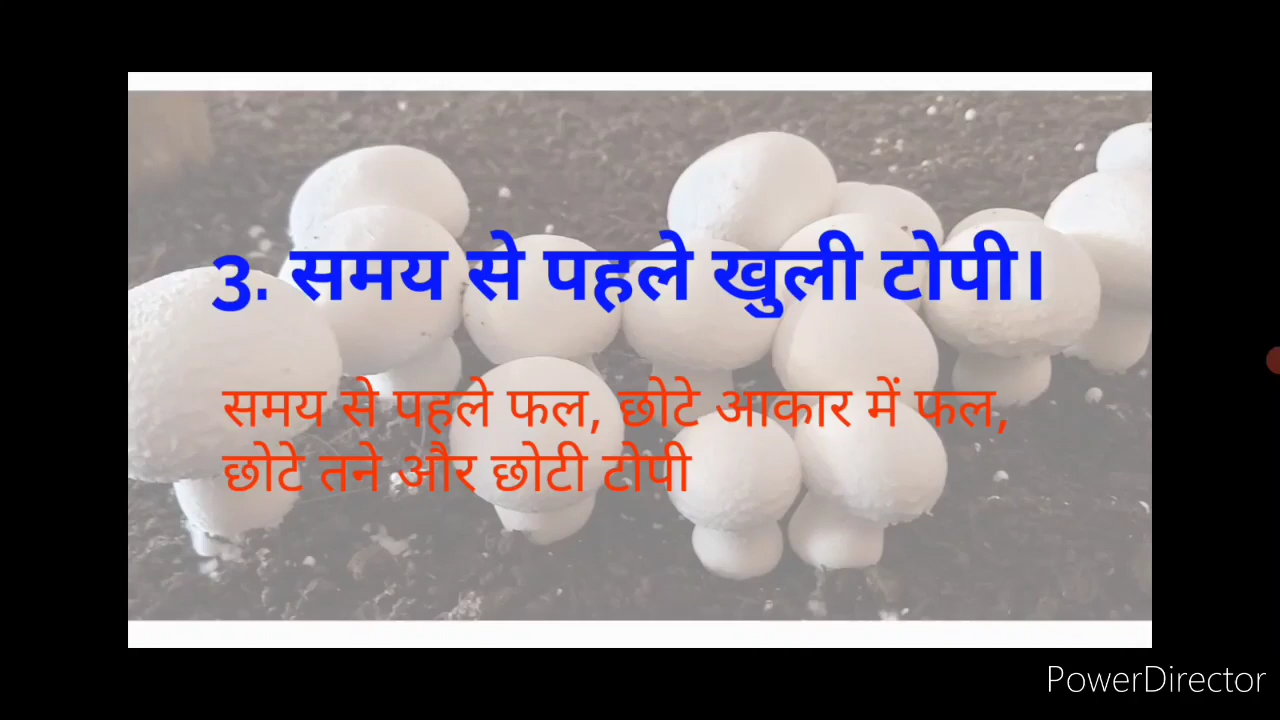 3. समय से पहले खुली टोपी।
समय से पहले फल, छोटे आकार में फल,
छोटे तने और छोटी टोपी
PowerDirector